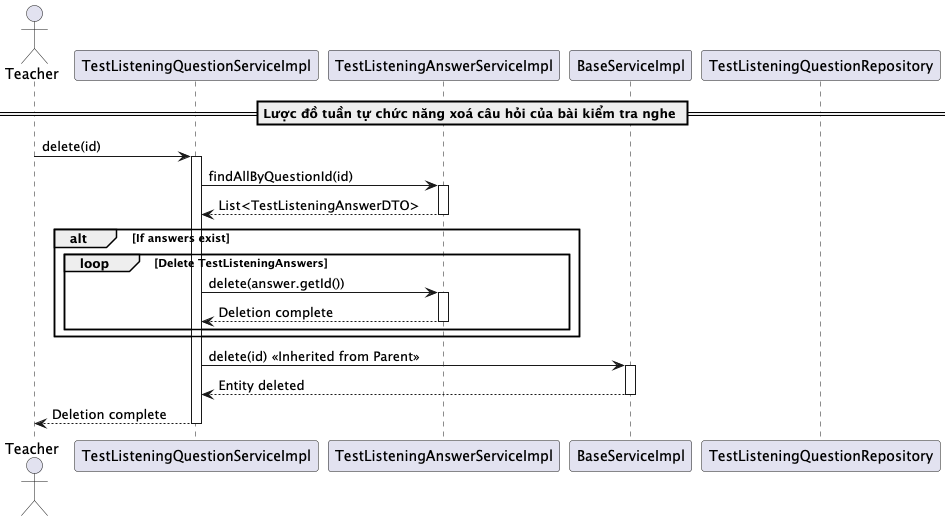 Teacher
TestListeningQuestionServiceImpl
TestListeningAnswerServiceImpl
BaseServiceImpl
TestListeningQuestionRepository
Lược đồ tuần tự chức năng xoá câu hỏi của bài kiểm tra nghe
delete(id)
findAllByQuestionId(id)
List<TestListeningAnswerDTO>
alt
[If answers exist]
loop
[Delete TestListeningAnswers]
delete(answer.getId())
Deletion complete
delete(id) «Inherited from Parent»
Entity deleted
Deletion complete
Teacher
TestListeningQuestionServiceImpl
TestListeningAnswerServiceImpl
BaseServiceImpl
TestListeningQuestionRepository